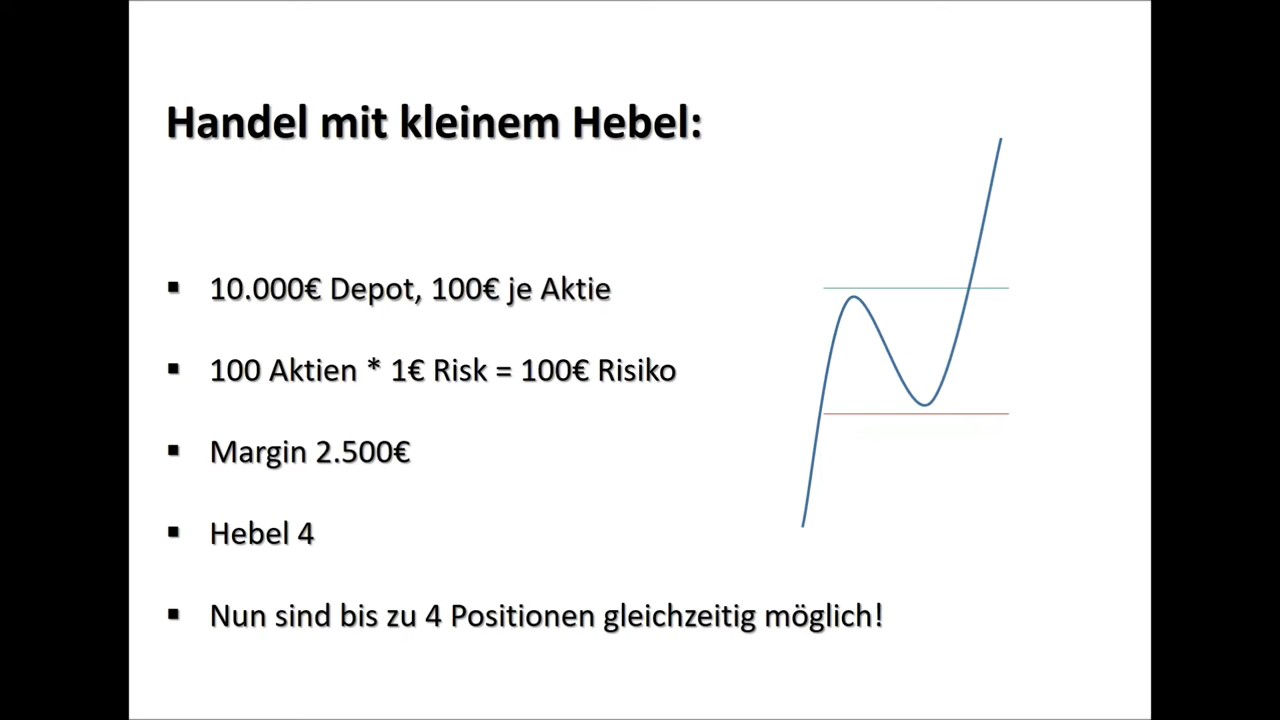 Handel mit kleinem Hebel:
▪ 10.000€ Depot, 100€ je Aktie
▪ 100 Aktien * 1€ Risk = 100€ Risiko
▪ Margin 2.500€
▪ Hebel 4
▪ Nun sind bis zu 4 Positionen gleichzeitig möglich!